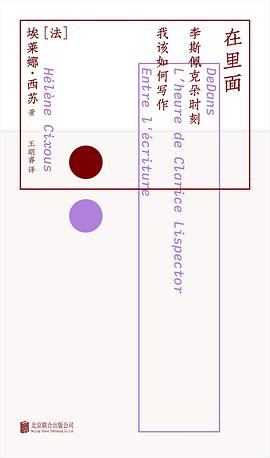 在里面
DeDans
李斯佩克朵时刻
L'heure de Clarice Lispector
我该如何写作
Entre l'écriture
[法]
埃莱娜·西苏 著
Hélène Cixous
王明睿 译
北京联合出版公司
Beijing United Publishing Co.,Ltd.